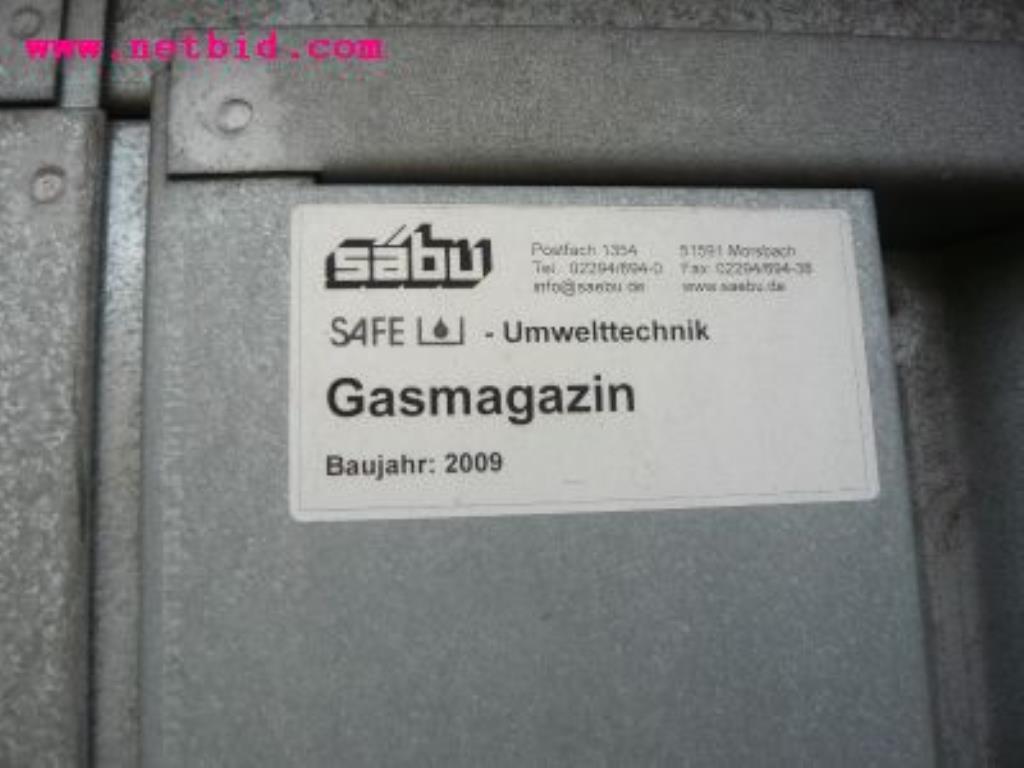 www.netbid.com
säbu
Postfach 1354 51591 Morsbach
Tel. 02294/694-0 Fax 02294/694-38
info@saebu.de www.saebu.de
SAFE - Umwelttechnik
Gasmagazin
Baujahr: 2009